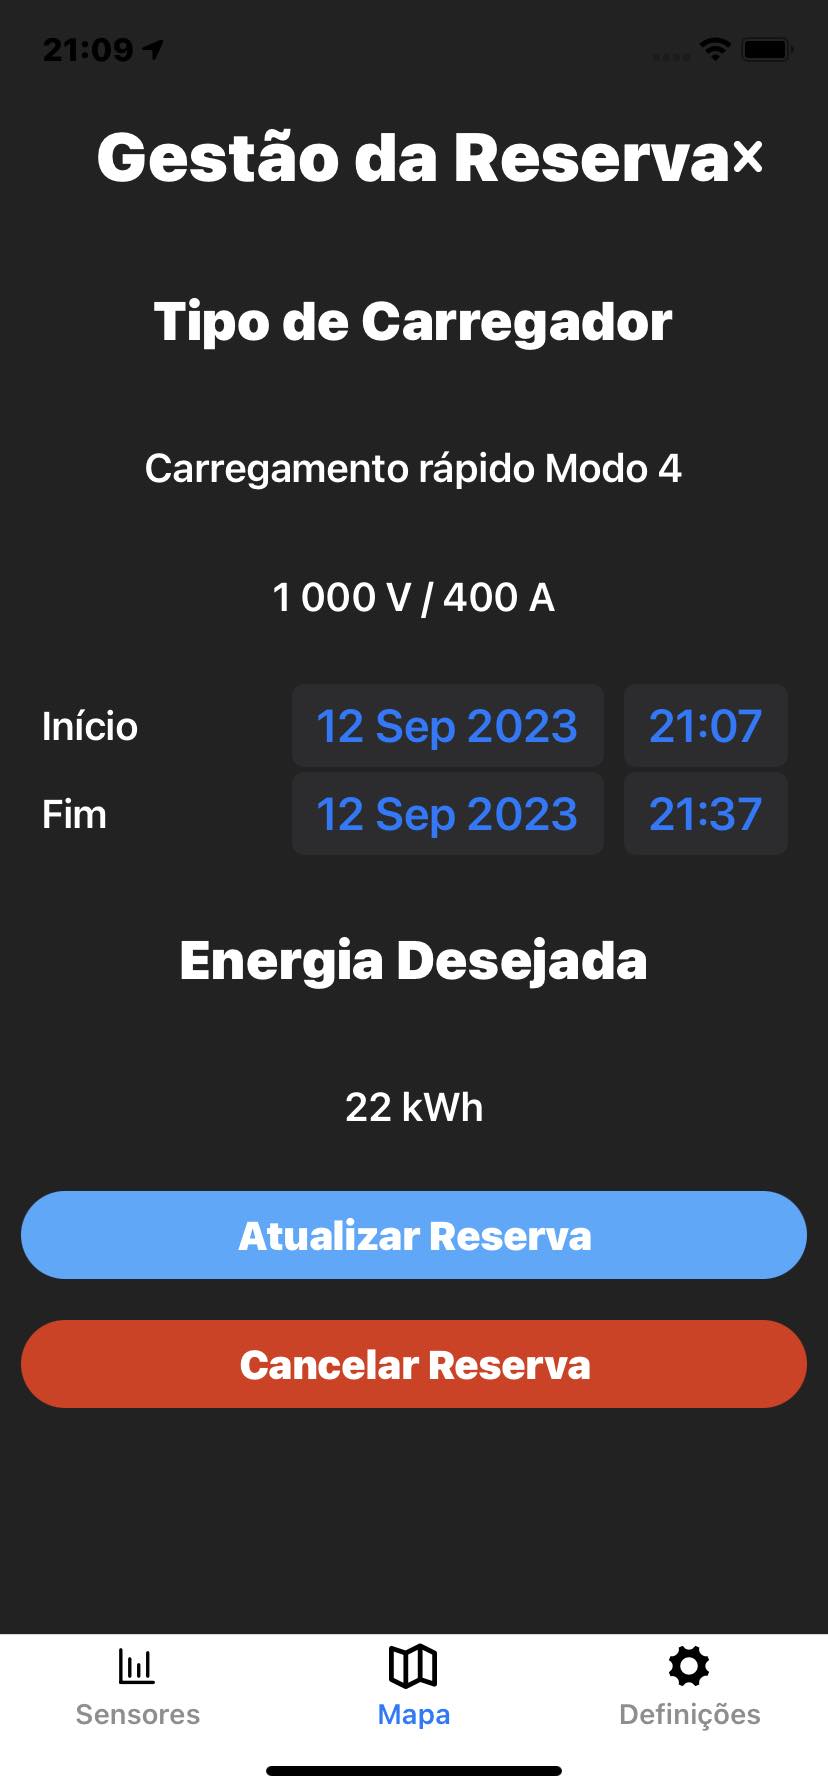 21:09
Gestão da Reserva×
Tipo de Carregador
Carregamento rápido Modo 4
1 000 V / 400 A
Início 12 Sep 2023 21:07
Fim 12 Sep 2023 21:37
Energia Desejada
22 kWh
Atualizar Reserva
Cancelar Reserva
Sensores Mapa Definições